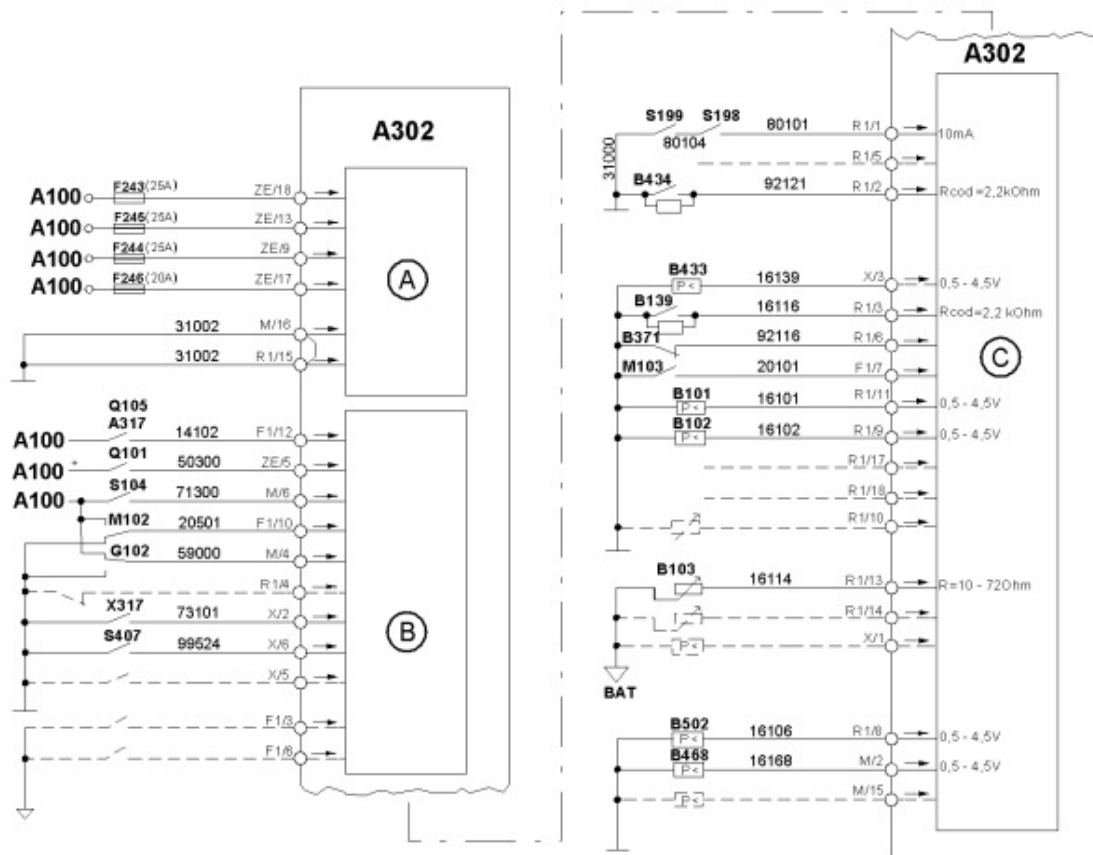 A302
A100 F243(25A) ZE/18
A100 F245(25A) ZE/13
A100 F244(25A) ZE/9
A100 F246(20A) ZE/17
A
31002 M/16
31002 R1/15
Q105
A100 A317 14102 F1/12
A100 + Q101 50300 ZE/5
A100 S104 71300 M/6
M102 20501 F1/10
G102 59000 M/4
R1/4
X317 73101 X/2
B
S407 99524 X/6
X/5
F1/3
F1/6
A302
S199 S198 80101 R1/1 10mA
80104
31000
R1/5
B434 92121 R1/2 Rcod=2,2kOhm
B433 P< 16139 X/3 0,5 - 4,5V
B139 16116 R1/3 Rcod=2,2 kOhm
B371 92116 R1/6
C
M103 20101 F1/7
B101 P< 16101 R1/11 0,5 - 4,5V
B102 P< 16102 R1/9 0,5 - 4,5V
R1/17
R1/18
R1/10
B103 16114 R1/13 R=10 - 72Ohm
R1/14
P< X/1
BAT
B502 P< 16106 R1/8 0,5 - 4,5V
B468 P< 16168 M/2 0,5 - 4,5V
P< M/15